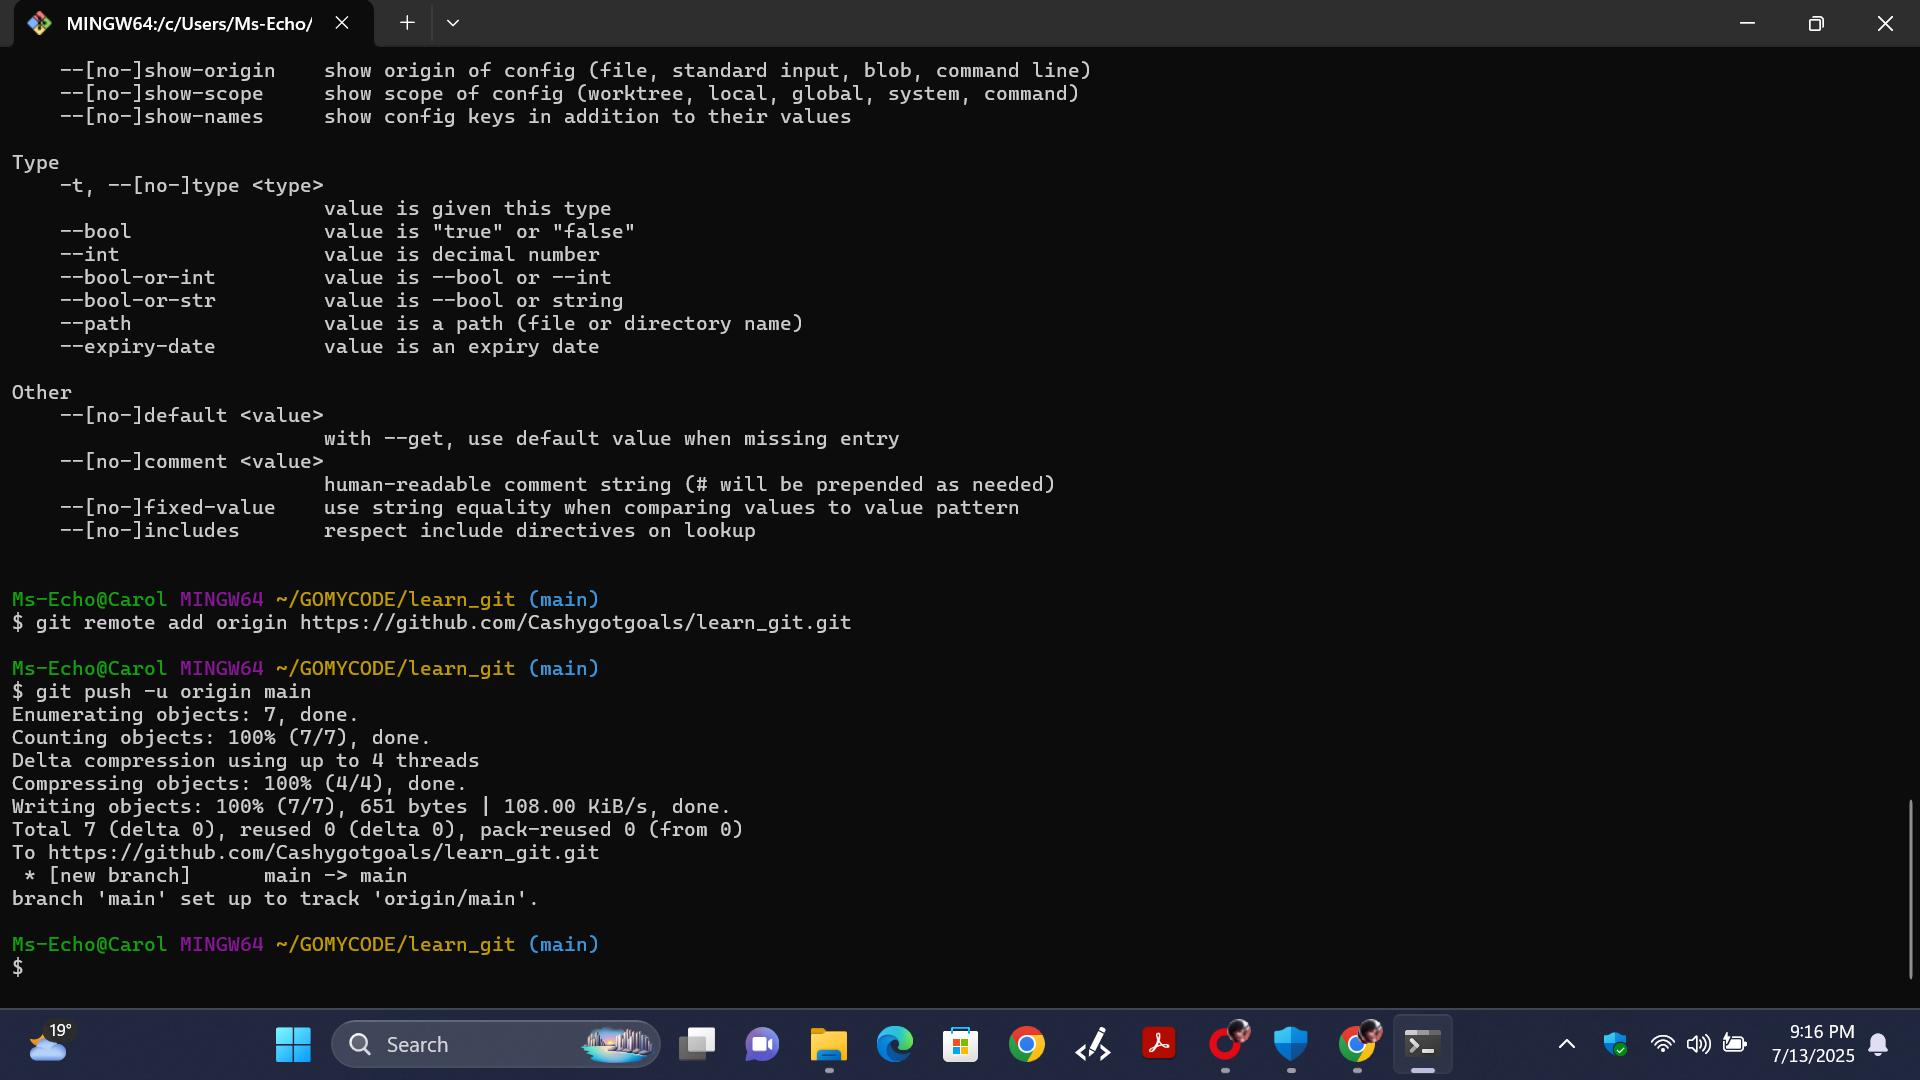 MINGW64:/c/Users/Ms-Echo/
--[no-]show-origin    show origin of config (file, standard input, blob, command line)
--[no-]show-scope     show scope of config (worktree, local, global, system, command)
--[no-]show-names     show config keys in addition to their values
Type
-t, --[no-]type <type>
value is given this type
--bool                value is "true" or "false"
--int                 value is decimal number
--bool-or-int         value is --bool or --int
--bool-or-str         value is --bool or string
--path                value is a path (file or directory name)
--expiry-date         value is an expiry date
Other
--[no-]default <value>
with --get, use default value when missing entry
--[no-]comment <value>
human-readable comment string (# will be prepended as needed)
--[no-]fixed-value    use string equality when comparing values to value pattern
--[no-]includes       respect include directives on lookup
Ms-Echo@Carol MINGW64 ~/GOMYCODE/learn_git (main)
$ git remote add origin https://github.com/Cashygotgoals/learn_git.git
Ms-Echo@Carol MINGW64 ~/GOMYCODE/learn_git (main)
$ git push -u origin main
Enumerating objects: 7, done.
Counting objects: 100% (7/7), done.
Delta compression using up to 4 threads
Compressing objects: 100% (4/4), done.
Writing objects: 100% (7/7), 651 bytes | 108.00 KiB/s, done.
Total 7 (delta 0), reused 0 (delta 0), pack-reused 0 (from 0)
To https://github.com/Cashygotgoals/learn_git.git
 * [new branch]      main -> main
branch 'main' set up to track 'origin/main'.
Ms-Echo@Carol MINGW64 ~/GOMYCODE/learn_git (main)
$
19°
Search
9:16 PM
7/13/2025